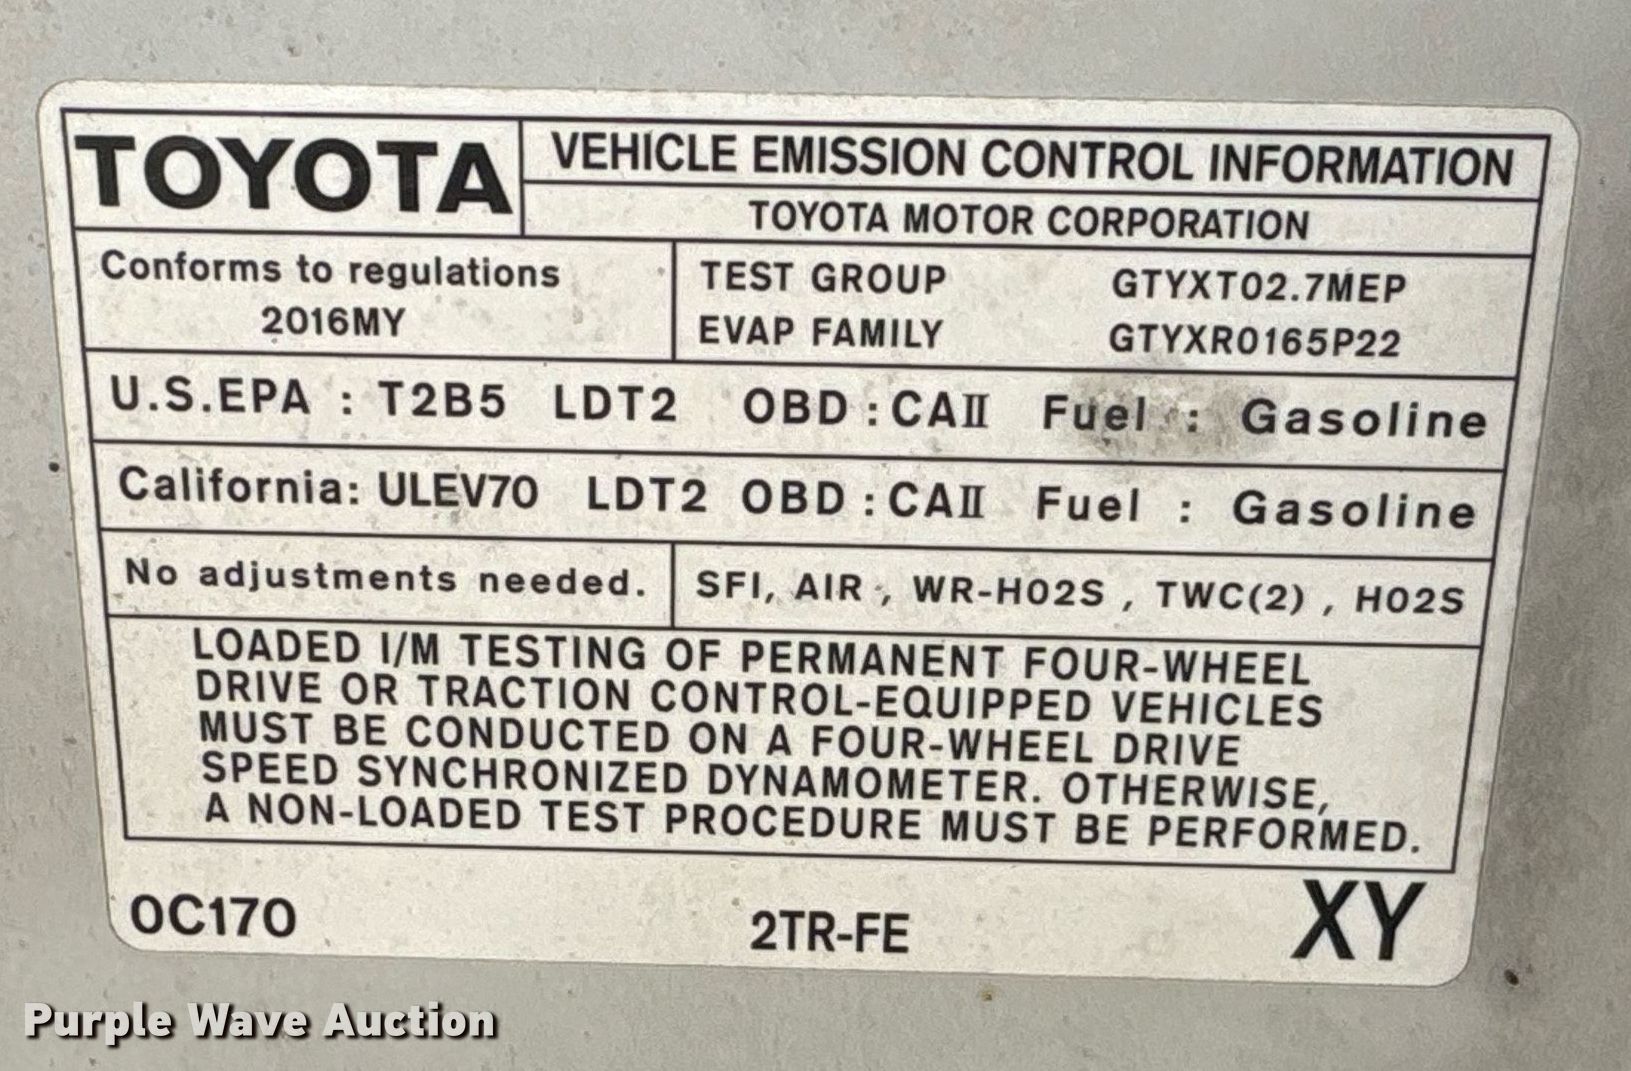 TOYOTA
VEHICLE EMISSION CONTROL INFORMATION
TOYOTA MOTOR CORPORATION
Conforms to regulations
2016MY
TEST GROUP GTYXT02.7MEP
EVAP FAMILY GTYXR0165P22
U.S.EPA : T2B5 LDT2 OBD : CAⅡ Fuel : Gasoline
California: ULEV70 LDT2 OBD : CAⅡ Fuel : Gasoline
No adjustments needed.
SFI, AIR , WR-HO2S , TWC(2) , HO2S
LOADED I/M TESTING OF PERMANENT FOUR-WHEEL
DRIVE OR TRACTION CONTROL-EQUIPPED VEHICLES
MUST BE CONDUCTED ON A FOUR-WHEEL DRIVE
SPEED SYNCHRONIZED DYNAMOMETER. OTHERWISE,
A NON-LOADED TEST PROCEDURE MUST BE PERFORMED.
0C170 2TR-FE XY
Purple Wave Auction